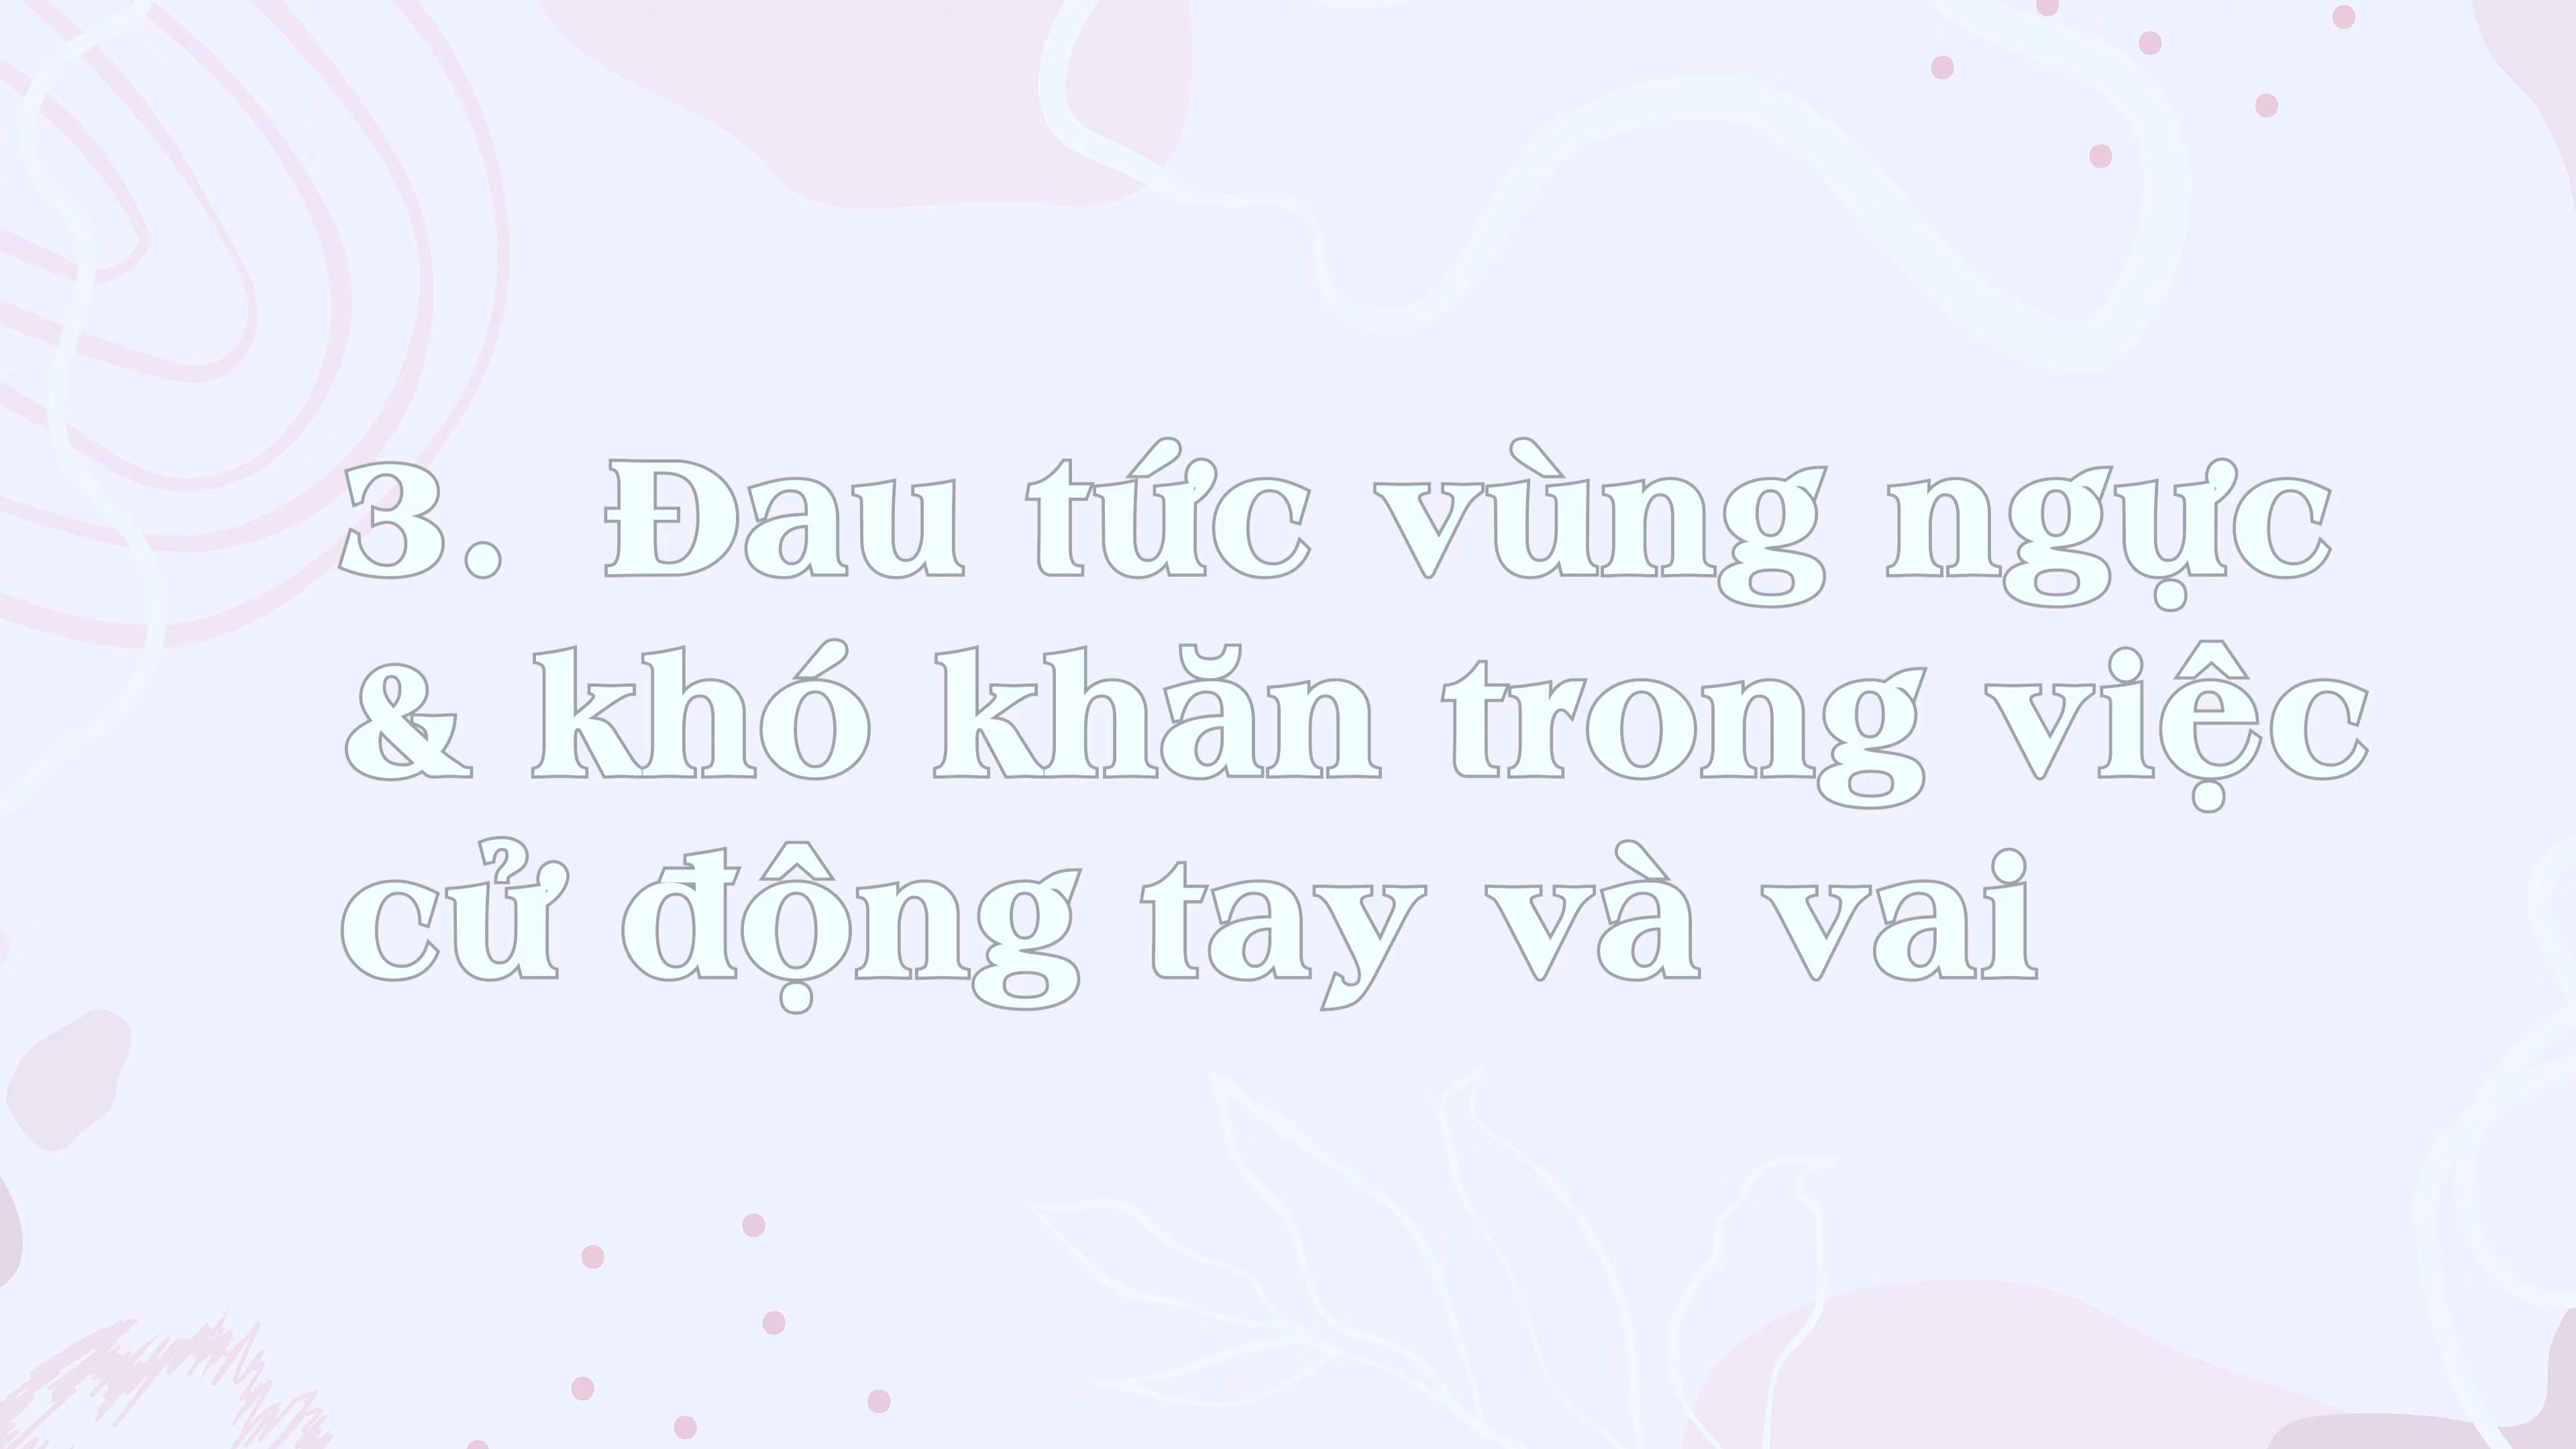 3. Đau tức vùng ngực
& khó khăn trong việc
cử động tay và vai